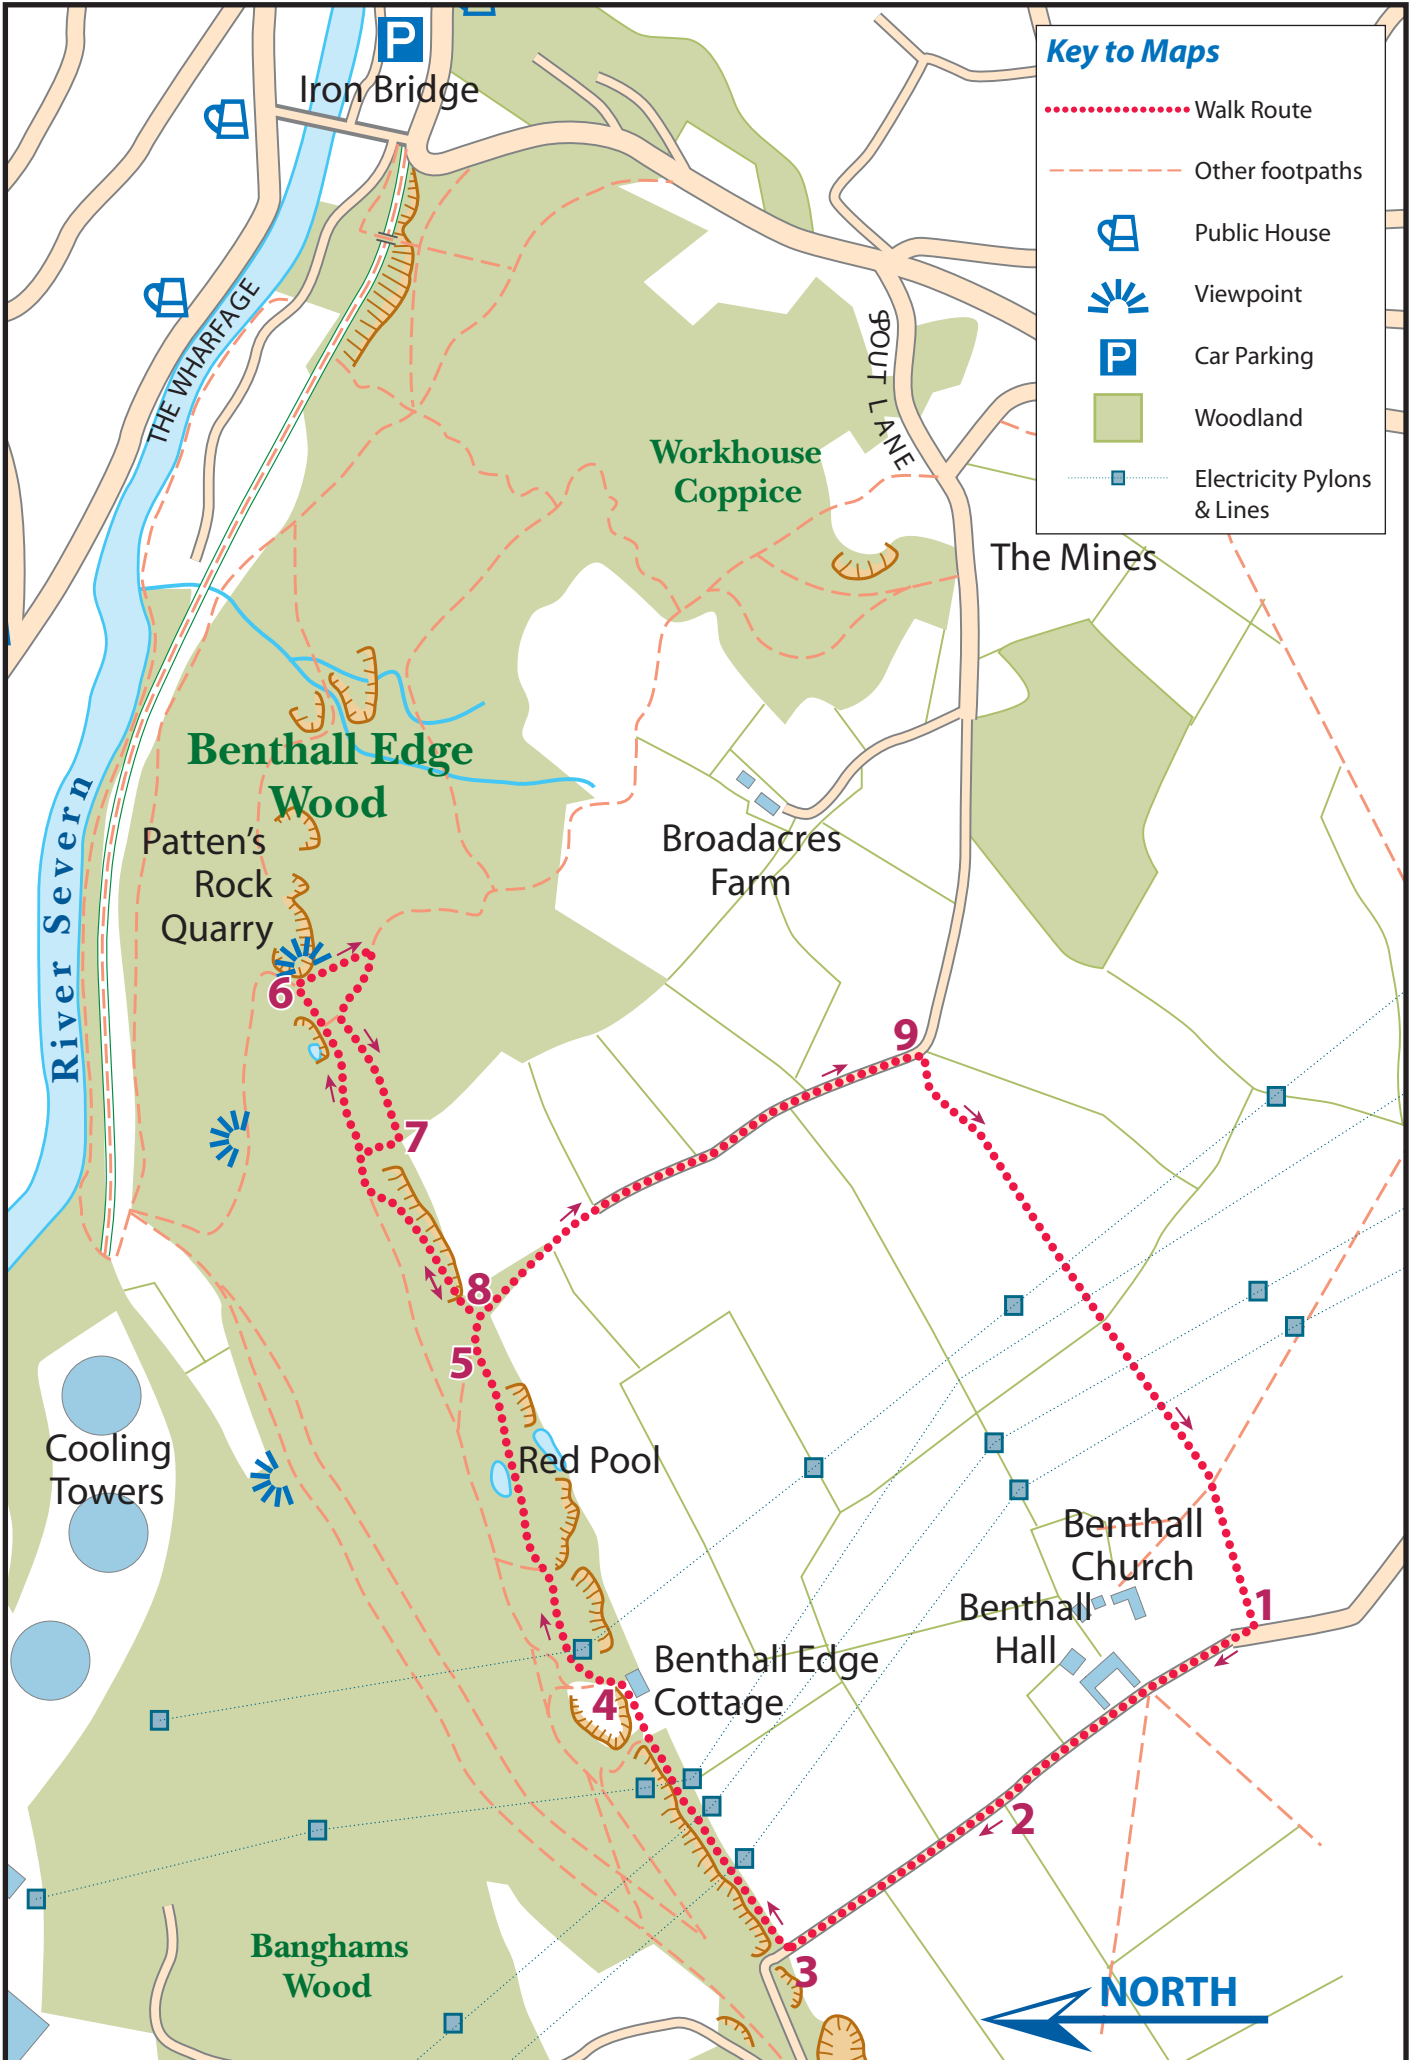 P
Iron Bridge
Key to Maps
Walk Route
Other footpaths
Public House
Viewpoint
P
Car Parking
Woodland
Electricity Pylons
& Lines
THE WHARFAGE
SPOUT LANE
Workhouse
Coppice
The Mines
Benthall Edge
Wood
Patten's
Rock
Quarry
Broadacres
Farm
River Severn
6
9
7
8
5
Cooling
Towers
Red Pool
Benthall
Church
Benthall
Hall
1
Benthall Edge
Cottage
4
2
Banghams
Wood
3
NORTH